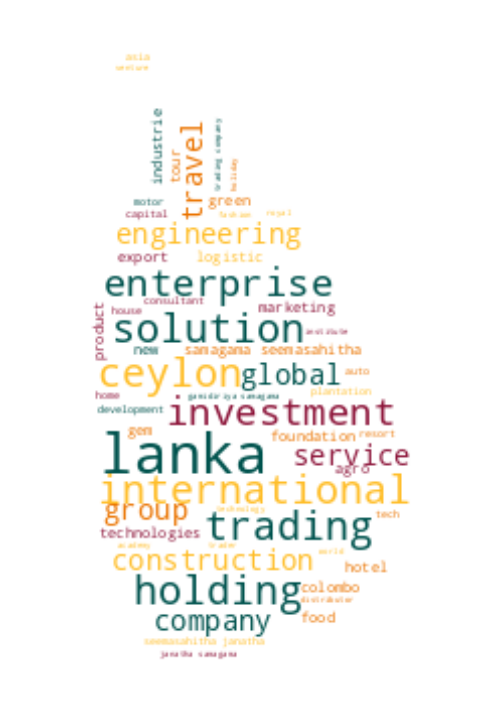 asia
venture
industrie
tour
travel
trading company
holiday
motor
green
capital
fashion
royal
engineering
export
logistic
enterprise
consultant
product
house
marketing
solution
institute
new
samagama
seemasahitha
ceylon
global
auto
home
gamidiriya samagama
plantation
development
investment
gem
foundation
resort
lanka
service
agro
international
group
technology
trading
tech
technologies
academy
trader
world
construction
hotel
holding
colombo
distributor
company
food
seemasahitha janatha
janatha samagama